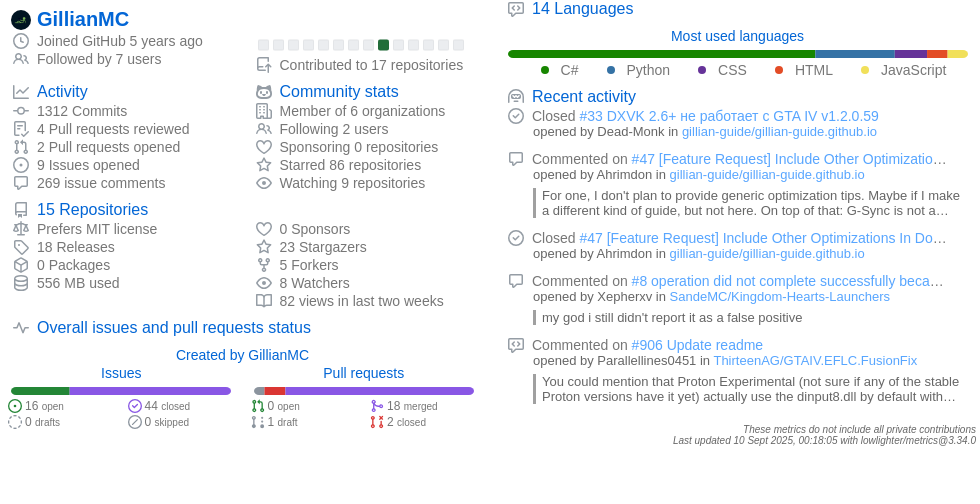 GillianMC
Joined GitHub 5 years ago
Followed by 7 users
Contributed to 17 repositories
Activity
1312 Commits
4 Pull requests reviewed
2 Pull requests opened
9 Issues opened
269 issue comments
Community stats
Member of 6 organizations
Following 2 users
Sponsoring 0 repositories
Starred 86 repositories
Watching 9 repositories
15 Repositories
Prefers MIT license
18 Releases
0 Packages
556 MB used
0 Sponsors
23 Stargazers
5 Forkers
8 Watchers
82 views in last two weeks
Overall issues and pull requests status
Created by GillianMC
Issues
16 open
44 closed
0 drafts
0 skipped
Pull requests
0 open
18 merged
1 draft
2 closed
14 Languages
Most used languages
C# Python CSS HTML JavaScript
Recent activity
Closed #33 DXVK 2.6+ не работает с GTA IV v1.2.0.59
opened by Dead-Monk in gillian-guide/gillian-guide.github.io
Commented on #47 [Feature Request] Include Other Optimizatio…
opened by Ahrimdon in gillian-guide/gillian-guide.github.io
For one, I don't plan to provide generic optimization tips. Maybe if I make
a different kind of guide, but not here. On top of that: G-Sync is not a…
Closed #47 [Feature Request] Include Other Optimizations In Do…
opened by Ahrimdon in gillian-guide/gillian-guide.github.io
Commented on #8 operation did not complete successfully beca…
opened by Xepherxv in SandeMC/Kingdom-Hearts-Launchers
my god i still didn't report it as a false positive
Commented on #906 Update readme
opened by Parallellines0451 in ThirteenAG/GTAIV.EFLC.FusionFix
You could mention that Proton Experimental (not sure if any of the stable
Proton versions have it yet) actually use the dinput8.dll by default with…
These metrics do not include all private contributions
Last updated 10 Sept 2025, 00:18:05 with lowlighter/metrics@3.34.0